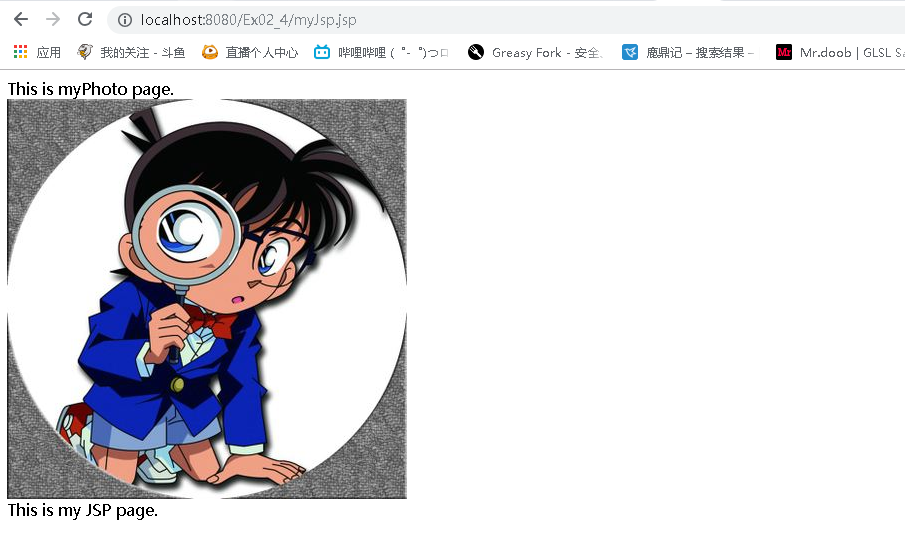 localhost:8080/Ex02_4/myJsp.jsp
应用 我的关注 - 斗鱼 直播个人中心 哔哩哔哩 ( ゜- ゜)つロ Greasy Fork - 安全、 鹿鼎记 – 搜索结果 – Mr Mr.doob | GLSL Sa
This is myPhoto page.
This is my JSP page.